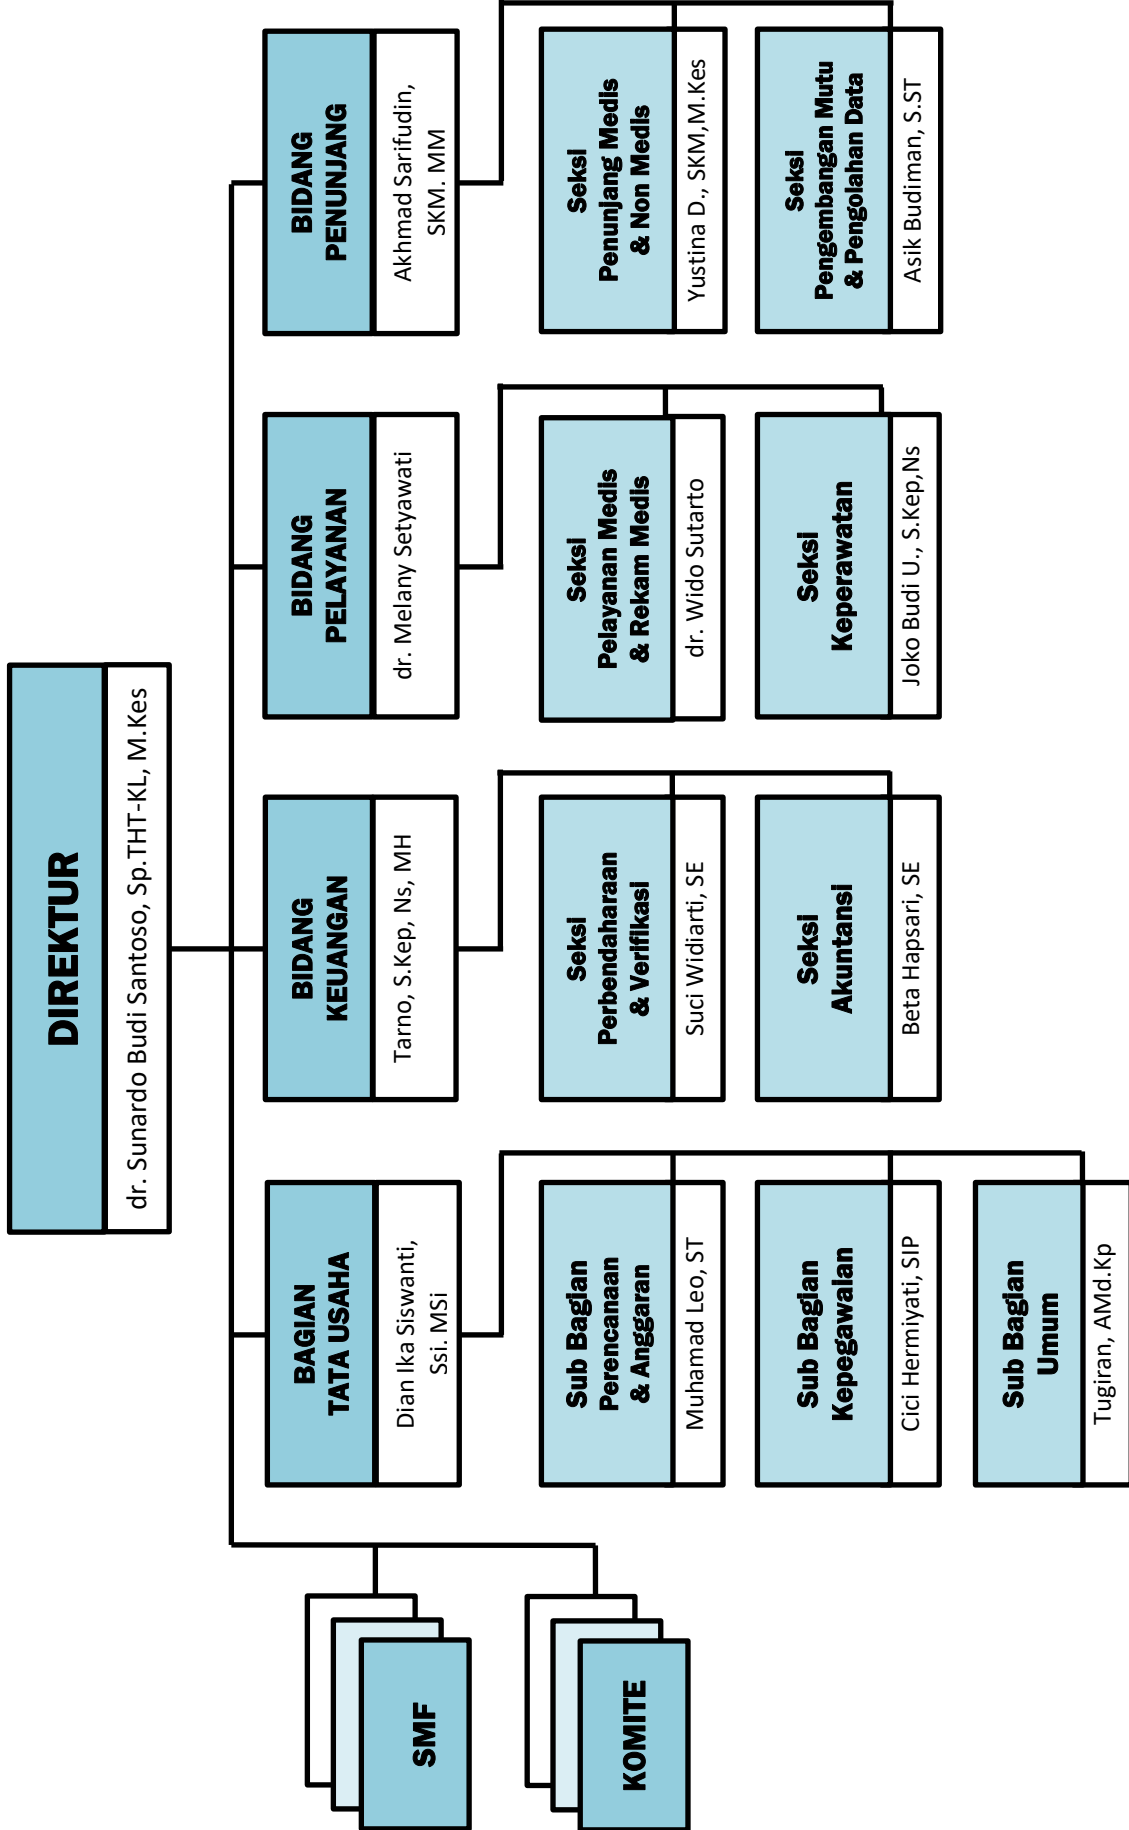 DIREKTUR
dr. Sunardo Budi Santoso, Sp.THT-KL, M.Kes
SMF
KOMITE
BAGIAN
TATA USAHA
Dian Ika Siswanti,
Ssi. MSi
Sub Bagian
Perencanaan
& Anggaran
Muhamad Leo, ST
Sub Bagian
Kepegawaian
Cici Hermiyati, SIP
Sub Bagian
Umum
Tugiran, AMd.Kp
BIDANG
KEUANGAN
Tarno, S.Kep, Ns, MH
Seksi
Perbendaharaan
& Verifikasi
Suci Widiarti, SE
Seksi
Akuntansi
Beta Hapsari, SE
BIDANG
PELAYANAN
dr. Melany Setyawati
Seksi
Pelayanan Medis
& Rekam Medis
dr. Wido Sutarto
Seksi
Keperawatan
Joko Budi U., S.Kep,Ns
BIDANG
PENUNJANG
Akhmad Sarifudin,
SKM. MM
Seksi
Penunjang Medis
& Non Medis
Yustina D., SKM,M.Kes
Seksi
Pengembangan Mutu
& Pengolahan Data
Asik Budiman, S.ST